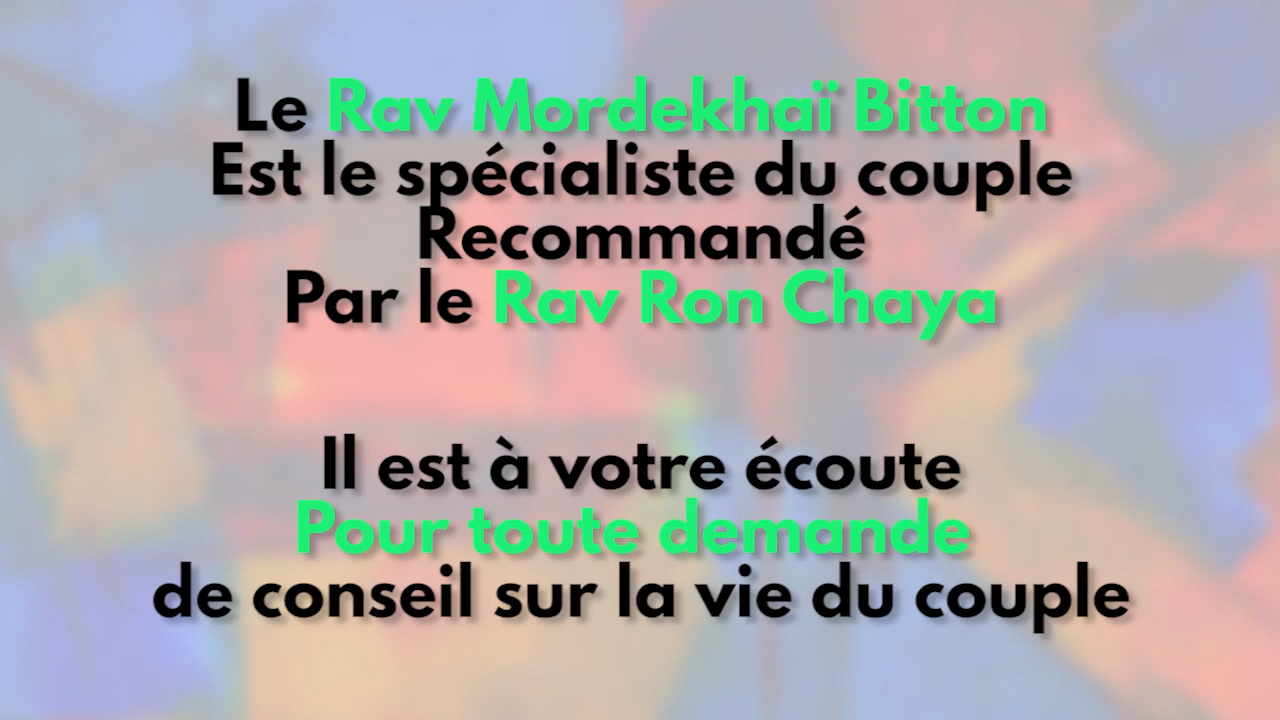 Le Rav Mordekhaï Bitton
Est le spécialiste du couple
Recommandé
Par le Rav Ron Chaya
Il est à votre écoute
Pour toute demande
de conseil sur la vie du couple